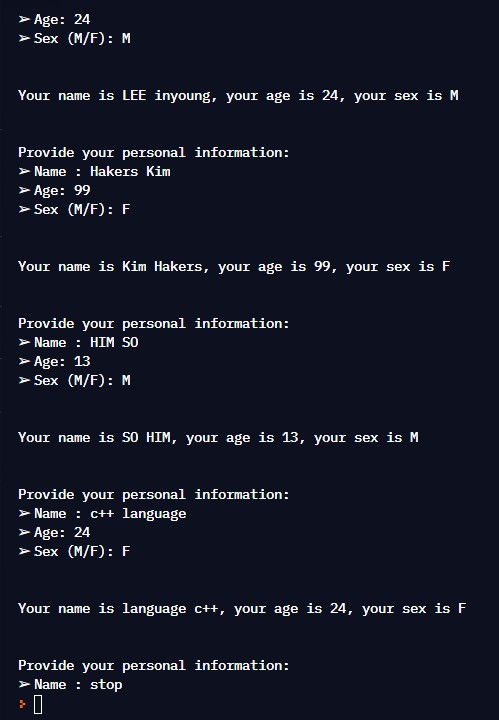 ➢ Age: 24
➢ Sex (M/F): M
Your name is LEE inyoung, your age is 24, your sex is M
Provide your personal information:
➢ Name : Hakers Kim
➢ Age: 99
➢ Sex (M/F): F
Your name is Kim Hakers, your age is 99, your sex is F
Provide your personal information:
➢ Name : HIM SO
➢ Age: 13
➢ Sex (M/F): M
Your name is SO HIM, your age is 13, your sex is M
Provide your personal information:
➢ Name : c++ language
➢ Age: 24
➢ Sex (M/F): F
Your name is language c++, your age is 24, your sex is F
Provide your personal information:
➢ Name : stop